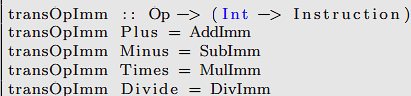 transOpImm :: Op -> (Int -> Instruction)
transOpImm Plus = AddImm
transOpImm Minus = SubImm
transOpImm Times = MulImm
transOpImm Divide = DivImm